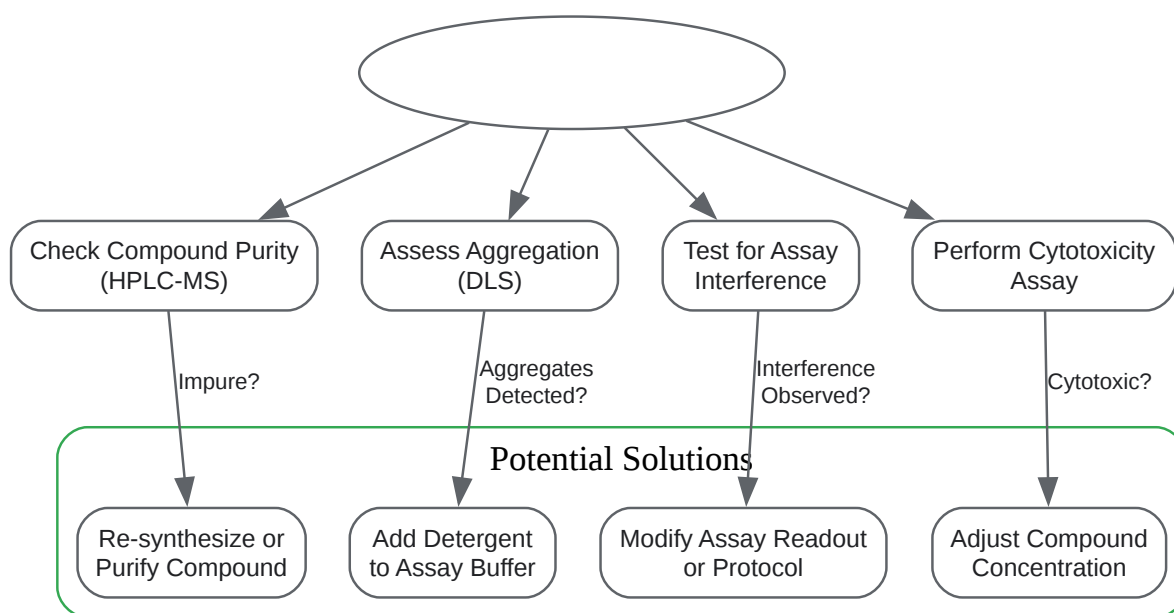 Check Compound Purity
(HPLC-MS)
Assess Aggregation
(DLS)
Test for Assay
Interference
Perform Cytotoxicity
Assay
Impure?
Aggregates
Detected?
Interference
Observed?
Cytotoxic?
Potential Solutions
Re-synthesize or
Purify Compound
Add Detergent
to Assay Buffer
Modify Assay Readout
or Protocol
Adjust Compound
Concentration